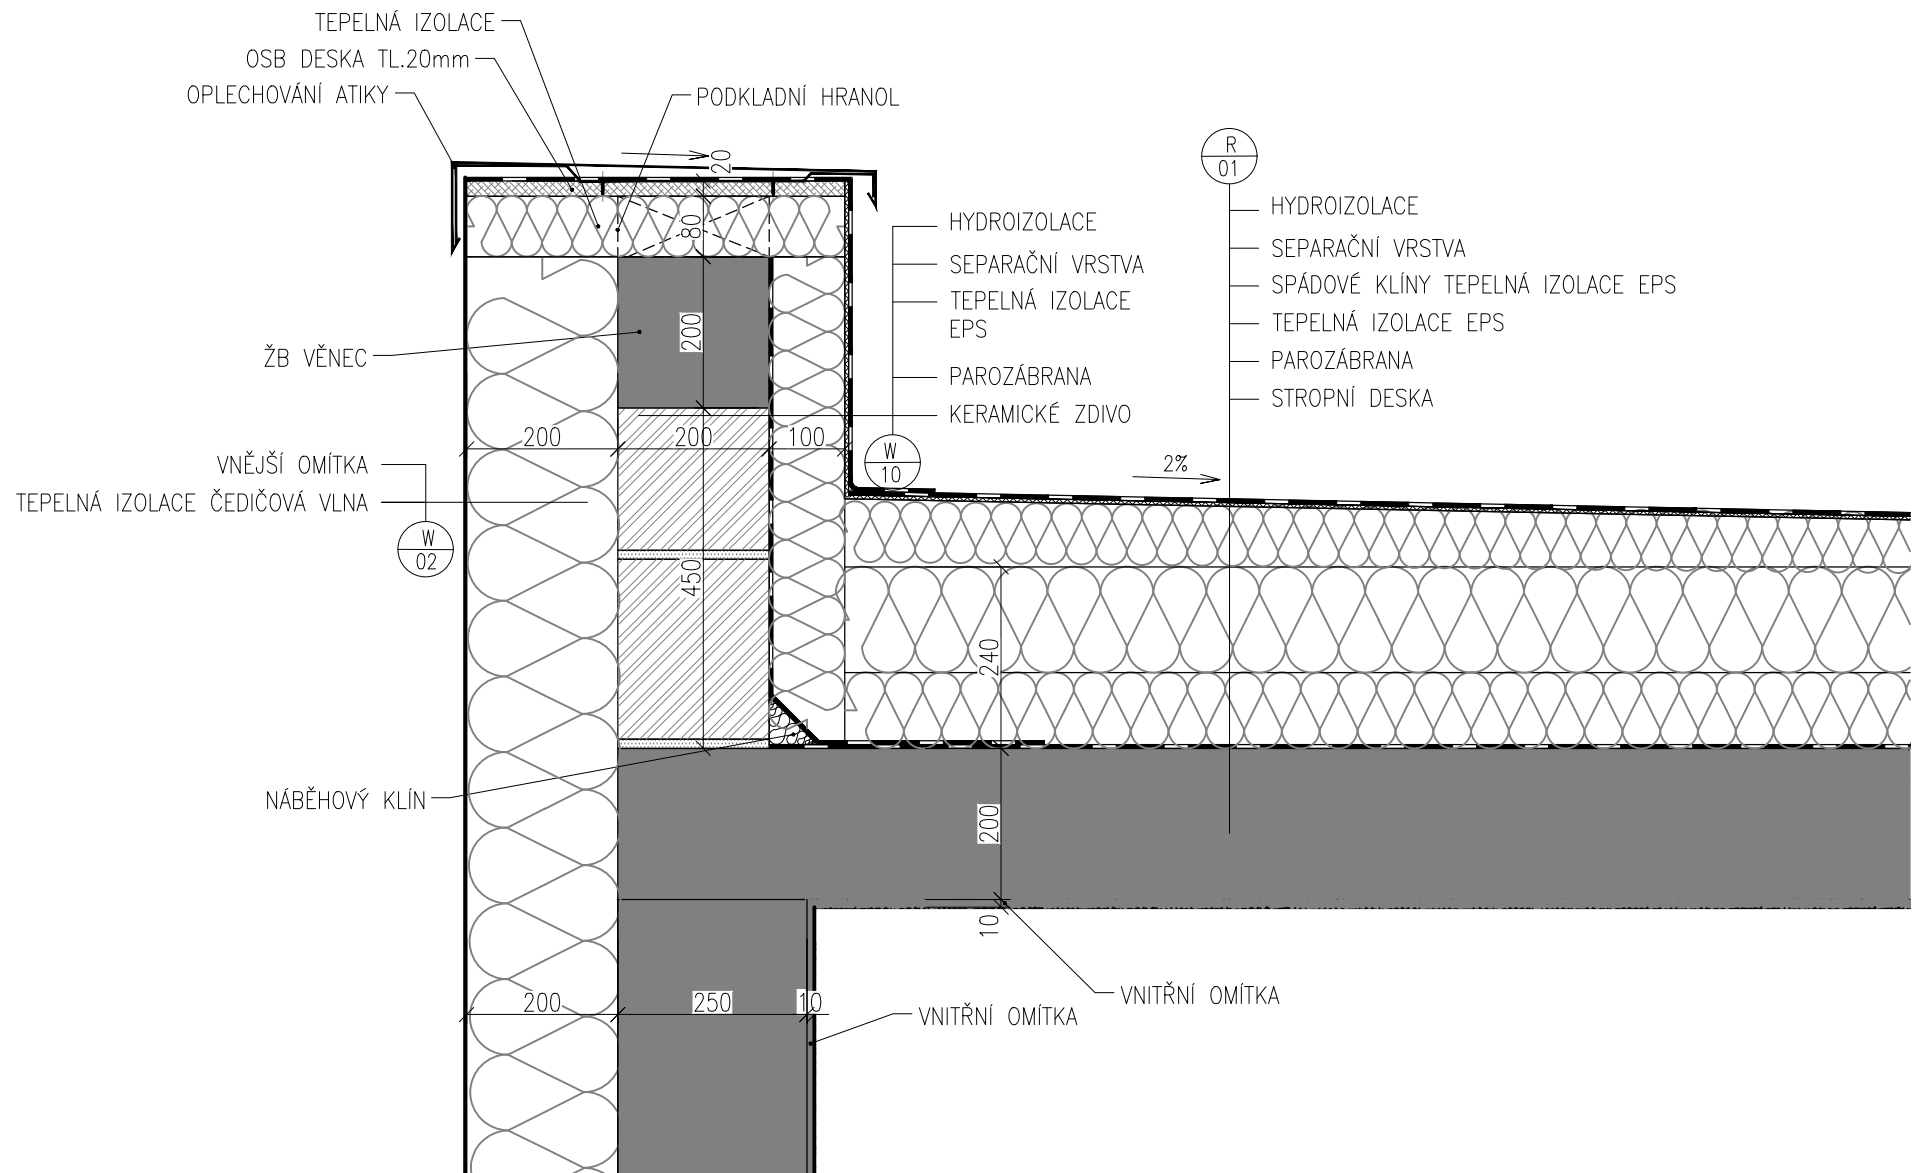 TEPELNÁ IZOLACE
OSB DESKA TL.20mm
OPLECHOVÁNÍ ATIKY
PODKLADNÍ HRANOL
20
80
R
01
HYDROIZOLACE
SEPARAČNÍ VRSTVA
TEPELNÁ IZOLACE
EPS
PAROZÁBRANA
KERAMICKÉ ZDIVO
W
10
HYDROIZOLACE
SEPARAČNÍ VRSTVA
SPÁDOVÉ KLÍNY TEPELNÁ IZOLACE EPS
TEPELNÁ IZOLACE EPS
PAROZÁBRANA
STROPNÍ DESKA
2%
ŽB VĚNEC
200
200
200
100
VNĚJŠÍ OMÍTKA
TEPELNÁ IZOLACE ČEDIČOVÁ VLNA
W
02
450
240
NÁBĚHOVÝ KLÍN
200
10
200
250
10
VNITŘNÍ OMÍTKA
VNITŘNÍ OMÍTKA